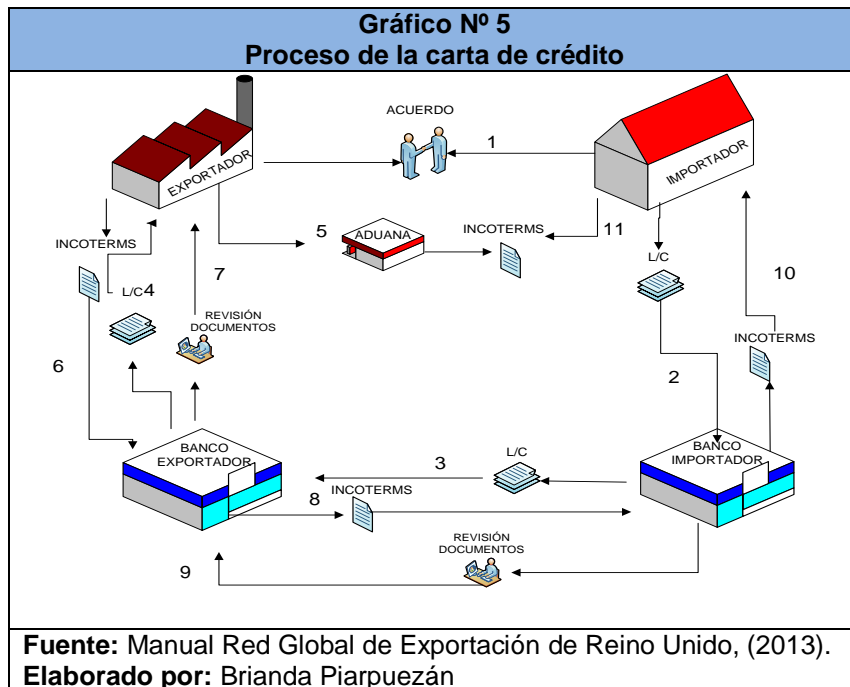 Gráfico Nº 5
Proceso de la carta de crédito
ACUERDO
1
EXPORTADOR
IMPORTADOR
5
ADUANA
INCOTERMS
11
INCOTERMS
L/C
10
7
L/C4
REVISIÓN
DOCUMENTOS
INCOTERMS
6
2
BANCO
EXPORTADOR
3
L/C
BANCO
IMPORTADOR
8
INCOTERMS
REVISIÓN
DOCUMENTOS
9
Fuente: Manual Red Global de Exportación de Reino Unido, (2013).
Elaborado por: Brianda Piarpuezán